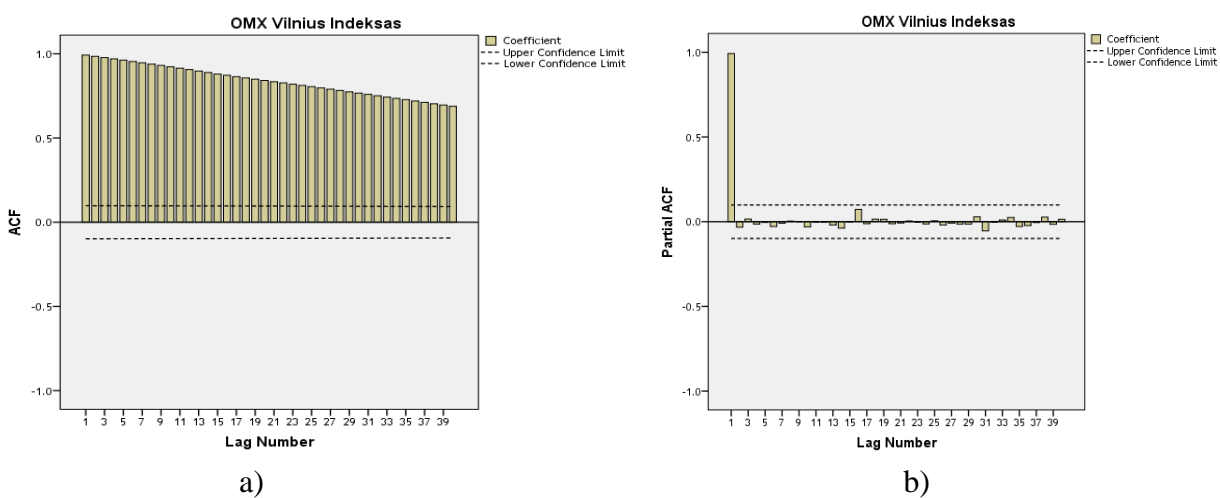 OMX Vilnius Indeksas
Coefficient
Upper Confidence Limit
Lower Confidence Limit
1.0
0.5
0.0
-0.5
-1.0
ACF
1 3 5 7 9 11 13 15 17 19 21 23 25 27 29 31 33 35 37 39
Lag Number
a)
OMX Vilnius Indeksas
Coefficient
Upper Confidence Limit
Lower Confidence Limit
1.0
0.5
0.0
-0.5
-1.0
Partial ACF
1 3 5 7 9 11 13 15 17 19 21 23 25 27 29 31 33 35 37 39
Lag Number
b)